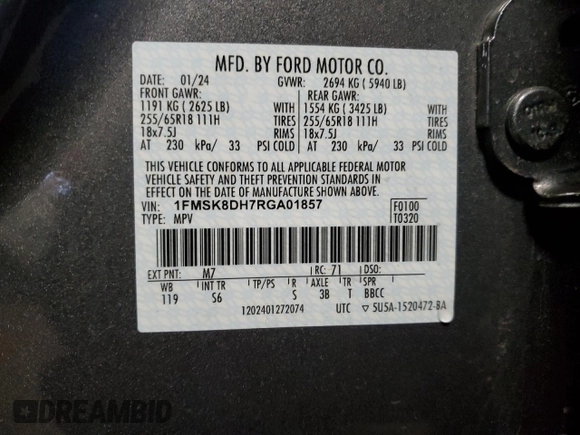 MFD. BY FORD MOTOR CO.
DATE: 01/24 GVWR: 2694 KG ( 5940 LB)
FRONT GAWR: REAR GAWR:
1191 KG ( 2625 LB) WITH 1554 KG ( 3425 LB) WITH
255/65R18 111H TIRES 255/65R18 111H TIRES
18x7.5J RIMS 18x7.5J RIMS
AT 230 kPa/ 33 PSI COLD AT 230 kPa/ 33 PSI COLD
THIS VEHICLE CONFORMS TO ALL APPLICABLE FEDERAL MOTOR
VEHICLE SAFETY AND THEFT PREVENTION STANDARDS IN
EFFECT ON THE DATE OF MANUFACTURE SHOWN ABOVE.
VIN: 1FMSK8DH7RGA01857 F0100
TYPE: MPV T0320
EXT PNT: M7 RC: 71 DSO:
WB INT TR TP/PS R AXLE TR SPR
119 S6 S 3B T BBCC
1202401272074 UTC ▽ 5U5A-1520472-BA
DREAMBID